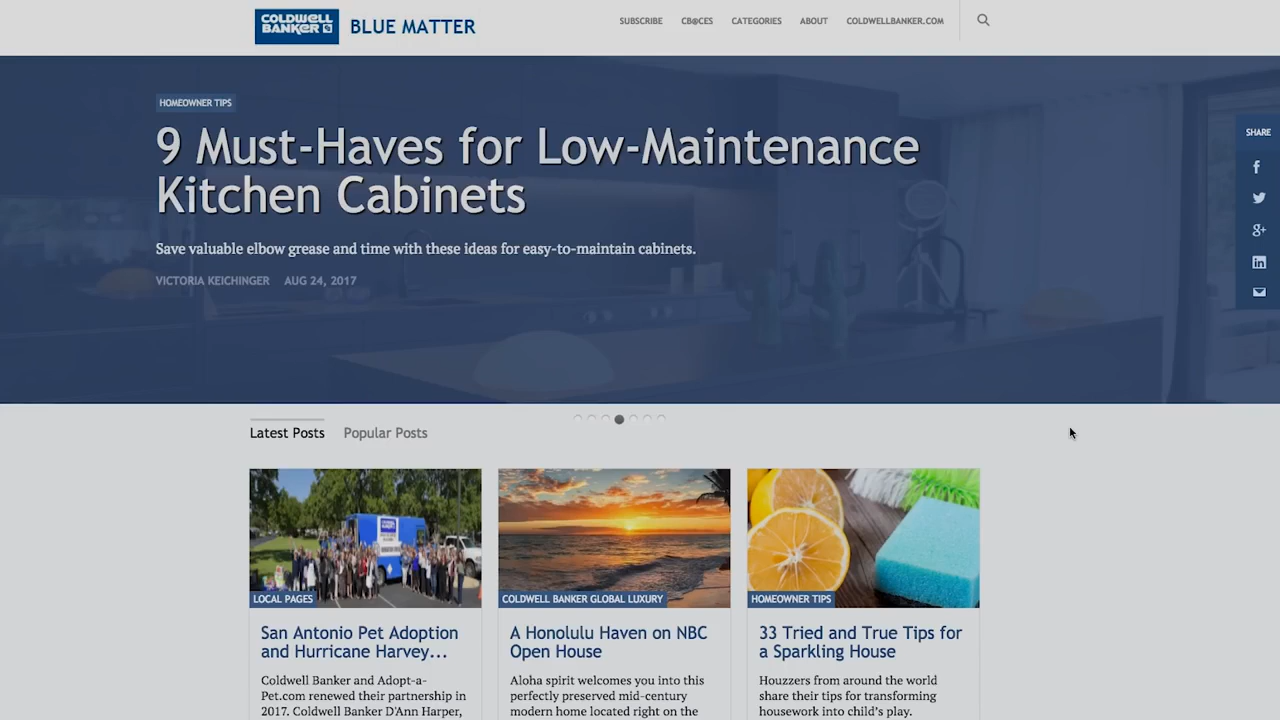 COLDWELL
BANKER
BLUE MATTER
SUBSCRIBE CB@CES CATEGORIES ABOUT COLDWELLBANKER.COM
HOMEOWNER TIPS
9 Must-Haves for Low-Maintenance
Kitchen Cabinets
Save valuable elbow grease and time with these ideas for easy-to-maintain cabinets.
VICTORIA KEICHINGER AUG 24, 2017
SHARE
Latest Posts Popular Posts
LOCAL PAGES
San Antonio Pet Adoption
and Hurricane Harvey...
Coldwell Banker and Adopt-a-
Pet.com renewed their partnership in
2017. Coldwell Banker D'Ann Harper,
COLDWELL BANKER GLOBAL LUXURY
A Honolulu Haven on NBC
Open House
Aloha spirit welcomes you into this
perfectly preserved mid-century
modern home located right on the
HOMEOWNER TIPS
33 Tried and True Tips for
a Sparkling House
Houzzers from around the world
share their tips for transforming
housework into child's play.